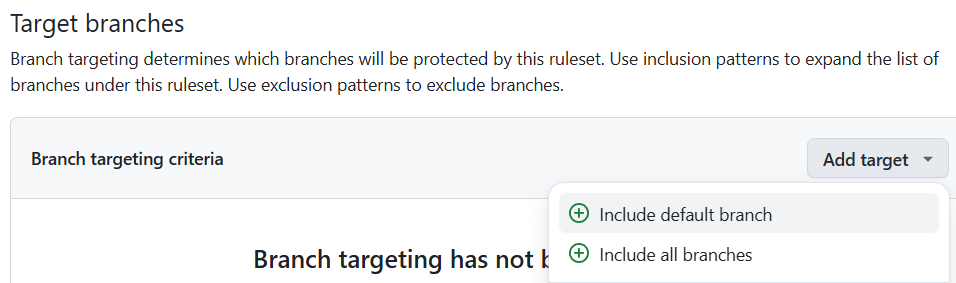 Target branches
Branch targeting determines which branches will be protected by this ruleset. Use inclusion patterns to expand the list of
branches under this ruleset. Use exclusion patterns to exclude branches.
Branch targeting criteria
Add target
Include default branch
Include all branches
Branch targeting has not